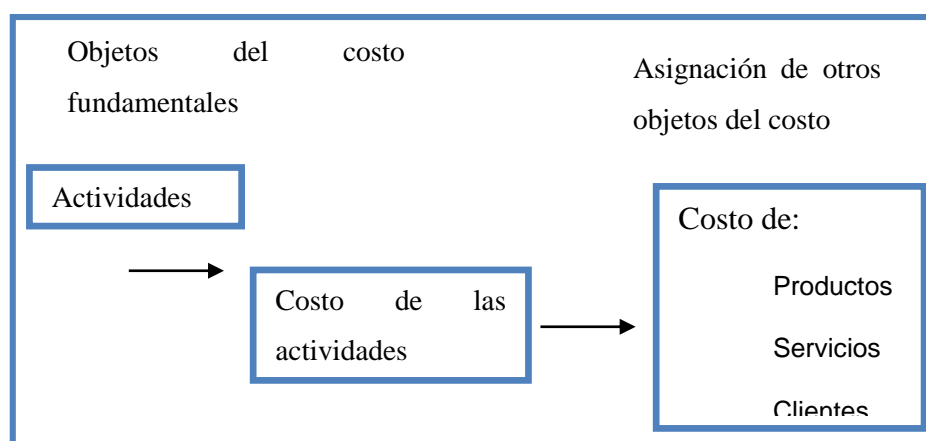 Objetos del costo
fundamentales
Asignación de otros
objetos del costo
Actividades
Costo de las
actividades
Costo de:
Productos
Servicios
Clientes